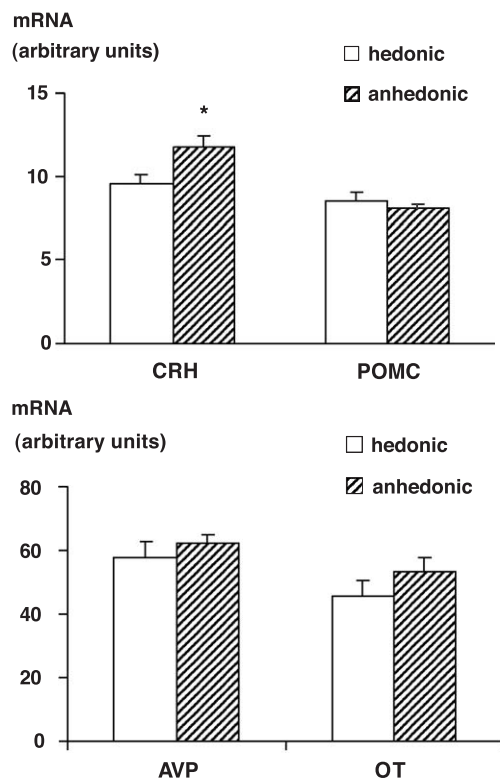 mRNA
(arbitrary units)
hedonic
anhedonic
15
*
10
5
0
CRH POMC
mRNA
(arbitrary units)
hedonic
anhedonic
80
60
40
20
0
AVP OT